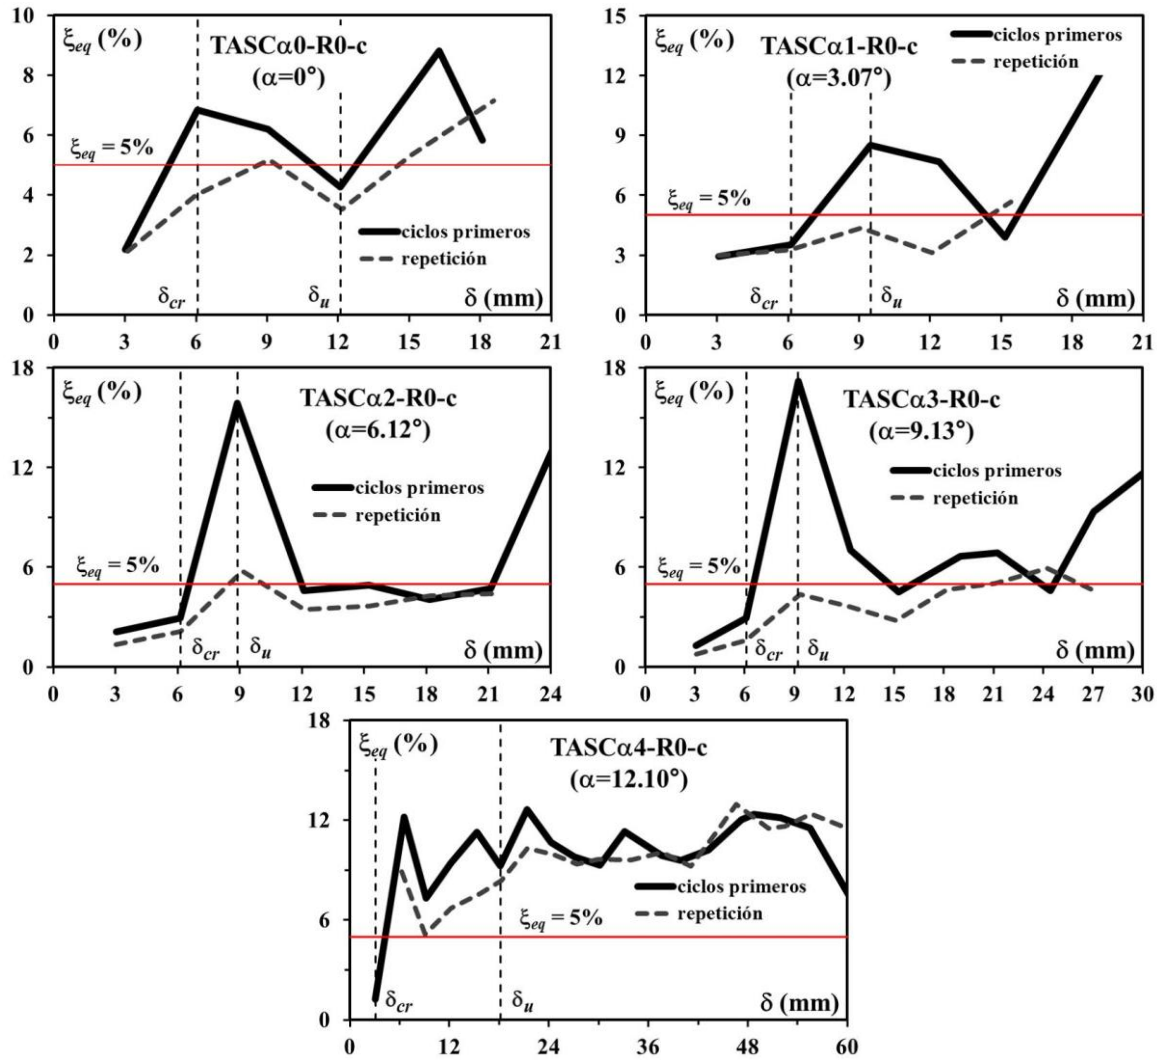 10
8
6
4
2
0
ξeq (%)
TASCα0-R0-c
(α=0°)
ξeq = 5%
ciclos primeros
repetición
δcr
δu
δ (mm)
0 3 6 9 12 15 18 21
15
12
9
6
3
0
ξeq (%)
TASCα1-R0-c
(α=3.07°)
ciclos primeros
repetición
ξeq = 5%
δcr
δu
δ (mm)
0 3 6 9 12 15 18 21
18
12
6
0
ξeq (%)
TASCα2-R0-c
(α=6.12°)
ciclos primeros
repetición
ξeq = 5%
δcr
δu
δ (mm)
0 3 6 9 12 15 18 21 24
18
12
6
0
ξeq (%)
TASCα3-R0-c
(α=9.13°)
ciclos primeros
repetición
ξeq = 5%
δcr
δu
δ (mm)
0 3 6 9 12 15 18 21 24 27 30
18
12
6
0
ξeq (%)
TASCα4-R0-c
(α=12.10°)
ciclos primeros
repetición
ξeq = 5%
δcr
δu
δ (mm)
0 12 24 36 48 60